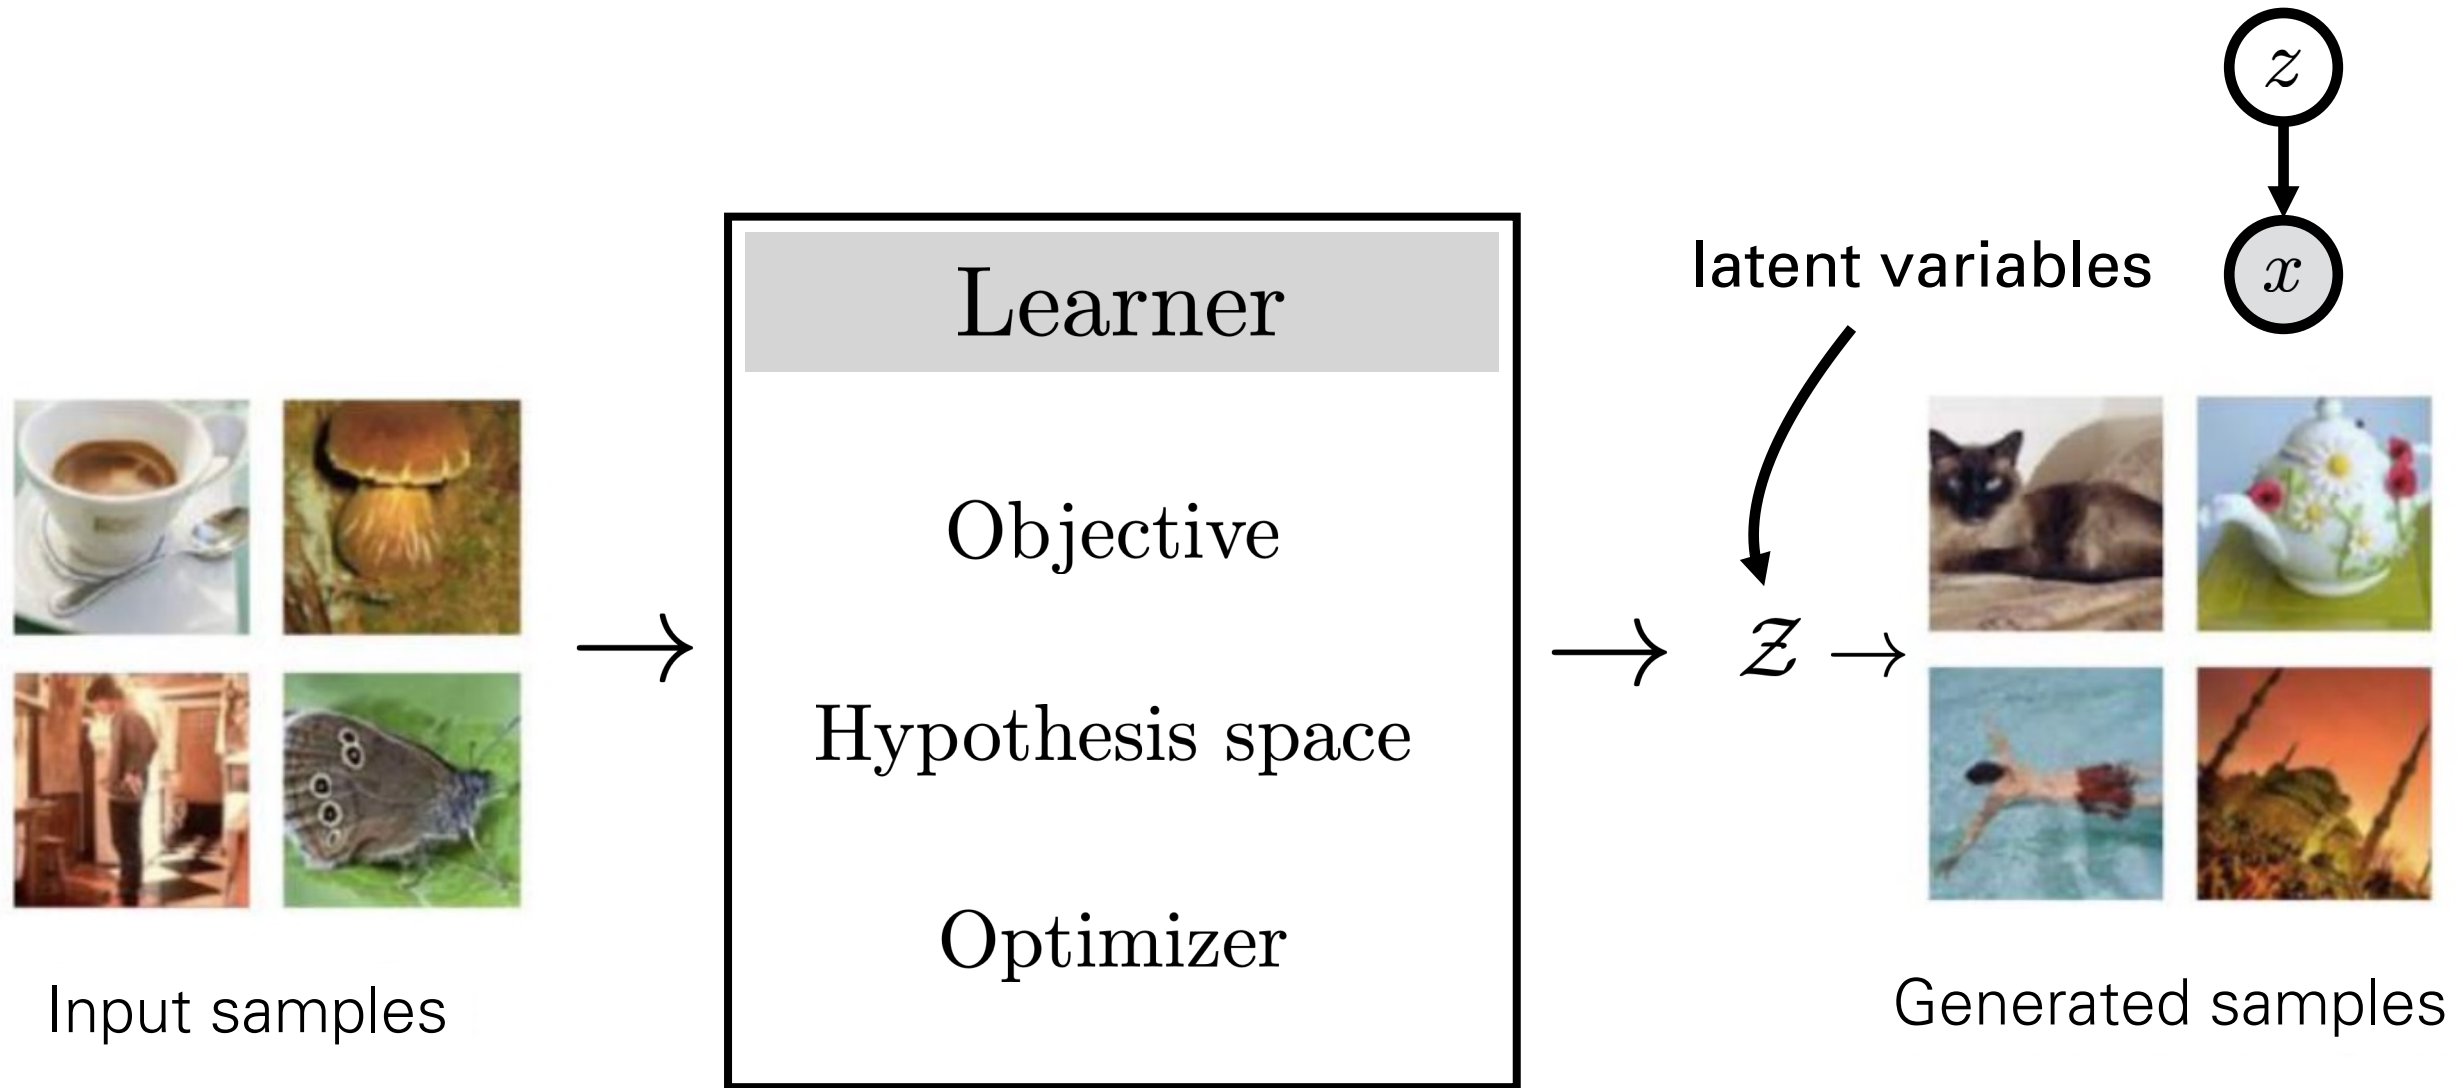 z
x
latent variables
Learner
Objective
Hypothesis space
Optimizer
→ z →
Input samples
Generated samples